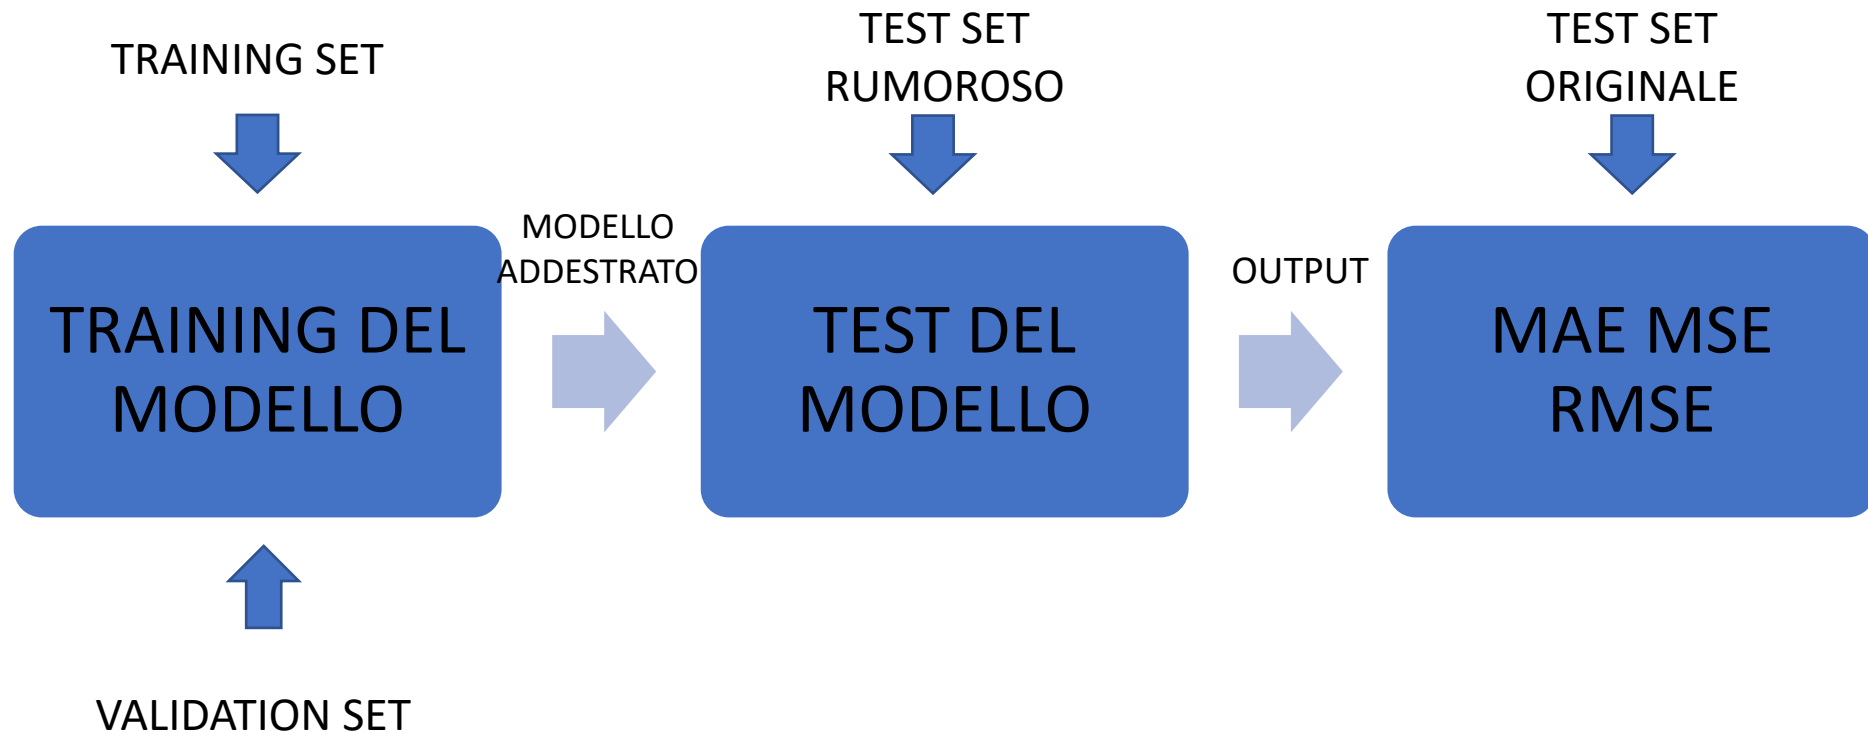 TRAINING SET
TEST SET
RUMOROSO
TEST SET
ORIGINALE
MODELLO
ADDESTRATO
OUTPUT
TRAINING DEL
MODELLO
TEST DEL
MODELLO
MAE MSE
RMSE
VALIDATION SET